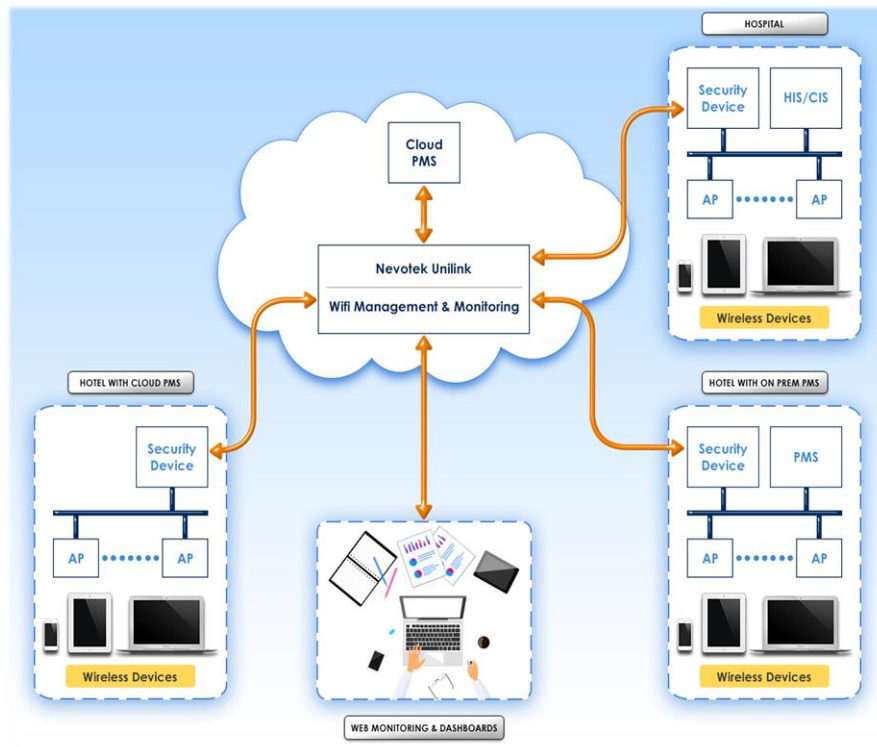 HOSPITAL
Security
Device
HIS/CIS
AP
AP
Wireless Devices
Cloud
PMS
Nevotek Unilink
Wifi Management & Monitoring
HOTEL WITH CLOUD PMS
Security
Device
AP
AP
Wireless Devices
HOTEL WITH ON PREM PMS
Security
Device
PMS
AP
AP
Wireless Devices
WEB MONITORING & DASHBOARDS